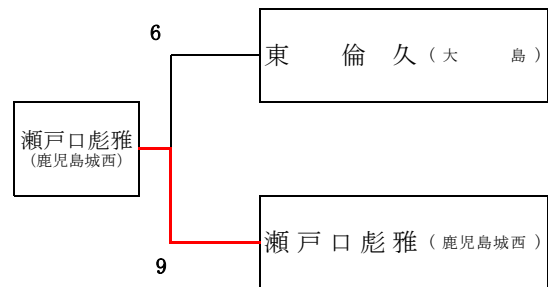 6
東 倫 久 ( 大 島 )
瀬戸口彪雅
(鹿児島城西)
瀬戸口彪雅 ( 鹿児島城西 )
9